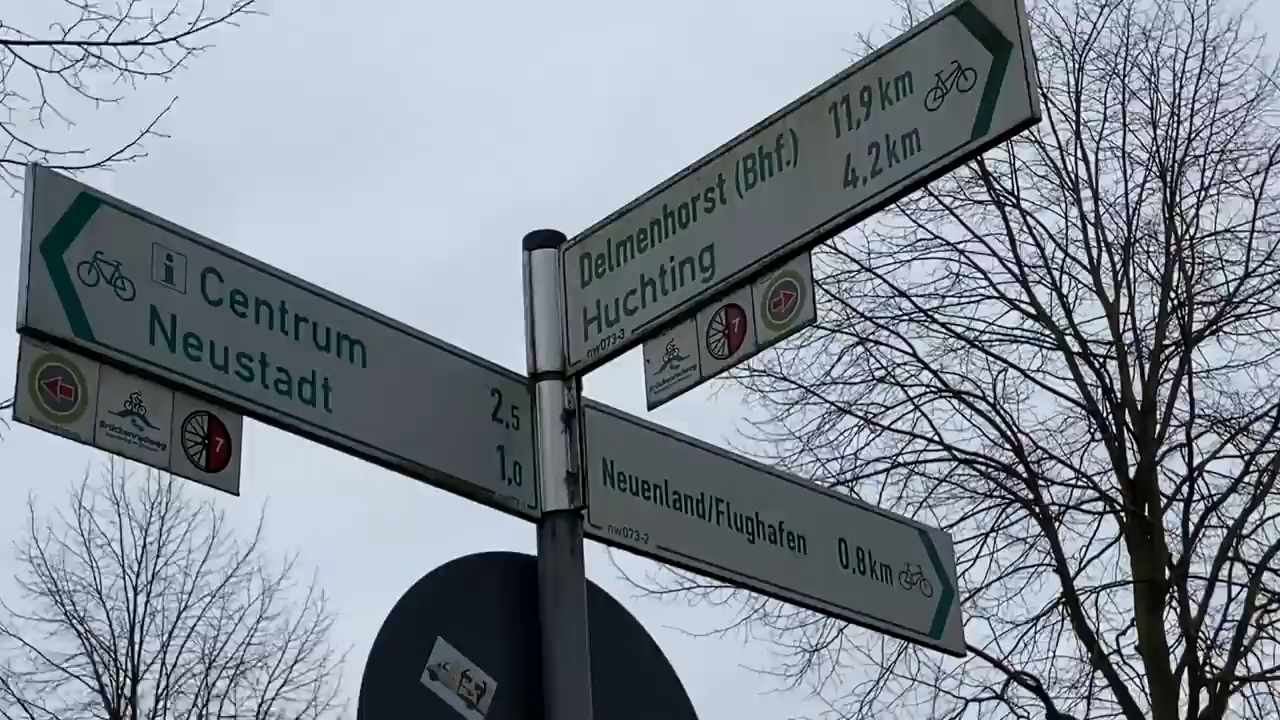 Delmenhorst (Bhf.) 11,9 km
Huchting 4,2 km
nw073-3
7
i Centrum 2,5
Neustadt 1,0
Brückenradweg
7
Neuenland/Flughafen 0,8 km
nw073-2